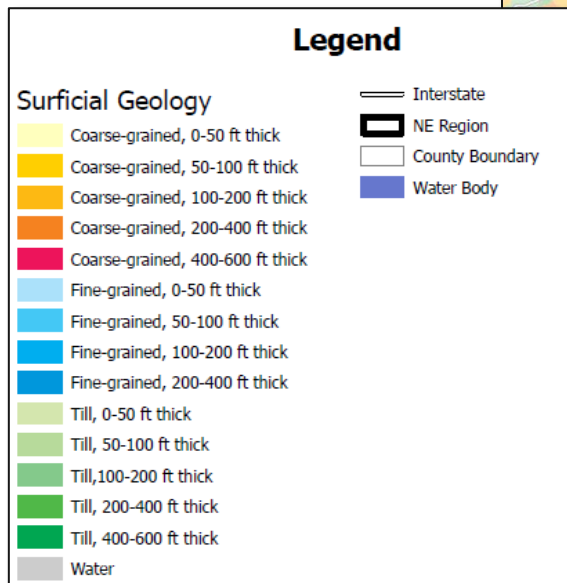 Legend
Surficial Geology
Coarse-grained, 0-50 ft thick
Coarse-grained, 50-100 ft thick
Coarse-grained, 100-200 ft thick
Coarse-grained, 200-400 ft thick
Coarse-grained, 400-600 ft thick
Fine-grained, 0-50 ft thick
Fine-grained, 50-100 ft thick
Fine-grained, 100-200 ft thick
Fine-grained, 200-400 ft thick
Till, 0-50 ft thick
Till, 50-100 ft thick
Till,100-200 ft thick
Till, 200-400 ft thick
Till, 400-600 ft thick
Water
Interstate
NE Region
County Boundary
Water Body